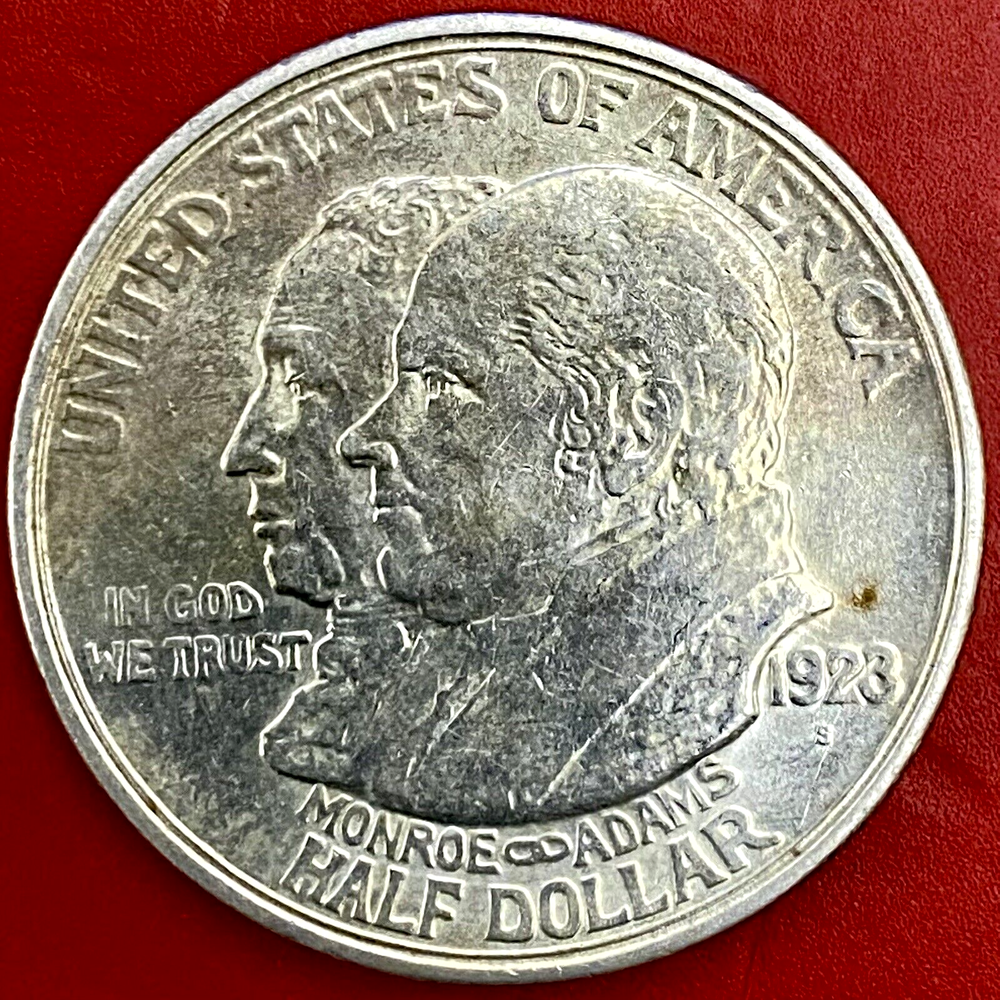 UNITED STATES OF AMERICA
IN GOD
WE TRUST
1923
S
MONROE ADAMS
HALF DOLLAR